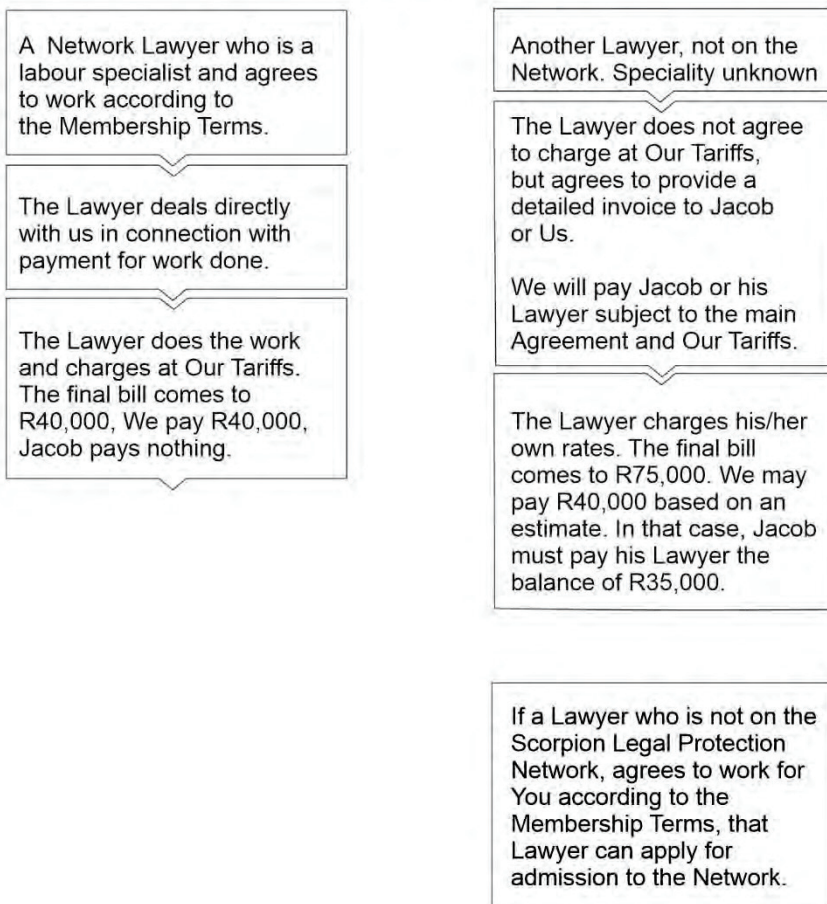 A Network Lawyer who is a
labour specialist and agrees
to work according to
the Membership Terms.
The Lawyer deals directly
with us in connection with
payment for work done.
The Lawyer does the work
and charges at Our Tariffs.
The final bill comes to
R40,000, We pay R40,000,
Jacob pays nothing.
Another Lawyer, not on the
Network. Speciality unknown
The Lawyer does not agree
to charge at Our Tariffs,
but agrees to provide a
detailed invoice to Jacob
or Us.
We will pay Jacob or his
Lawyer subject to the main
Agreement and Our Tariffs.
The Lawyer charges his/her
own rates. The final bill
comes to R75,000. We may
pay R40,000 based on an
estimate. In that case, Jacob
must pay his Lawyer the
balance of R35,000.
If a Lawyer who is not on the
Scorpion Legal Protection
Network, agrees to work for
You according to the
Membership Terms, that
Lawyer can apply for
admission to the Network.